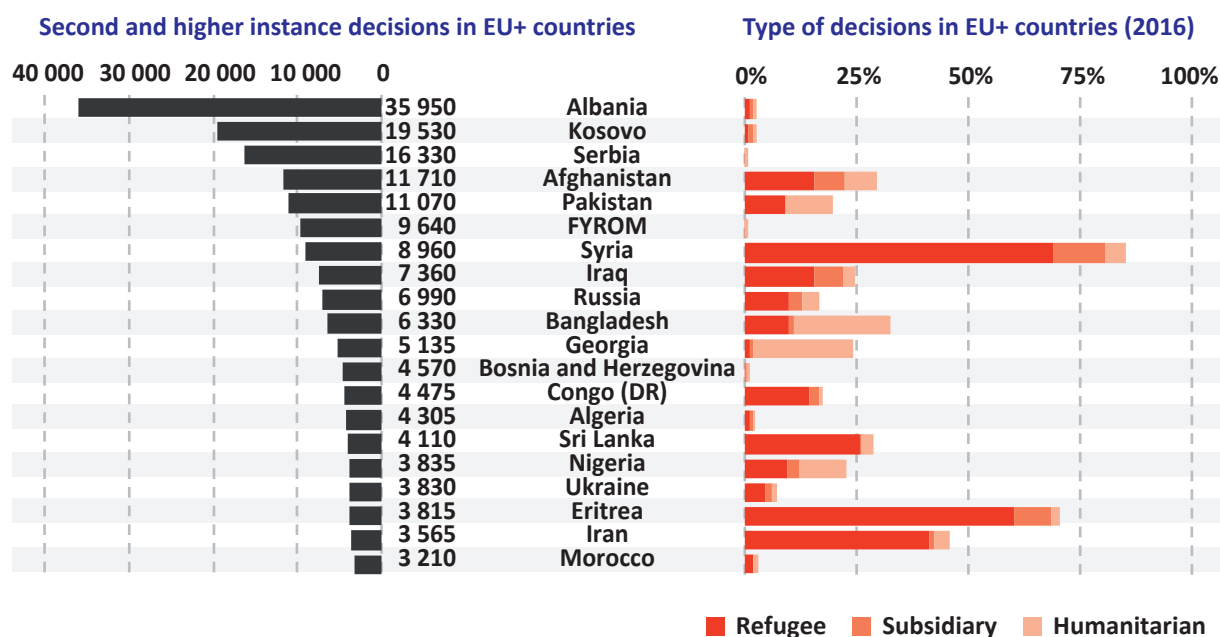 Second and higher instance decisions in EU+ countries
Type of decisions in EU+ countries (2016)
40 000 30 000 20 000 10 000 0
0% 25% 50% 75% 100%
35 950 Albania
19 530 Kosovo
16 330 Serbia
11 710 Afghanistan
11 070 Pakistan
9 640 FYROM
8 960 Syria
7 360 Iraq
6 990 Russia
6 330 Bangladesh
5 135 Georgia
4 570 Bosnia and Herzegovina
4 475 Congo (DR)
4 305 Algeria
4 110 Sri Lanka
3 835 Nigeria
3 830 Ukraine
3 815 Eritrea
3 565 Iran
3 210 Morocco
Refugee Subsidiary Humanitarian